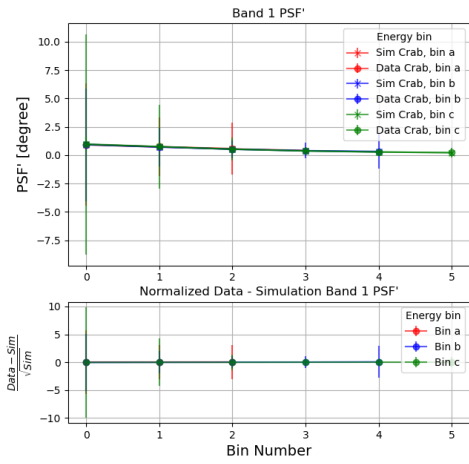 Band 1 PSF'
PSF' [degree]
10.0
7.5
5.0
2.5
0.0
−2.5
−5.0
−7.5
Energy bin
Sim Crab, bin a
Data Crab, bin a
Sim Crab, bin b
Data Crab, bin b
Sim Crab, bin c
Data Crab, bin c
0 1 2 3 4 5
Normalized Data - Simulation Band 1 PSF'
Data − Sim
√Sim
10
5
0
−5
−10
Energy bin
Bin a
Bin b
Bin c
0 1 2 3 4 5
Bin Number